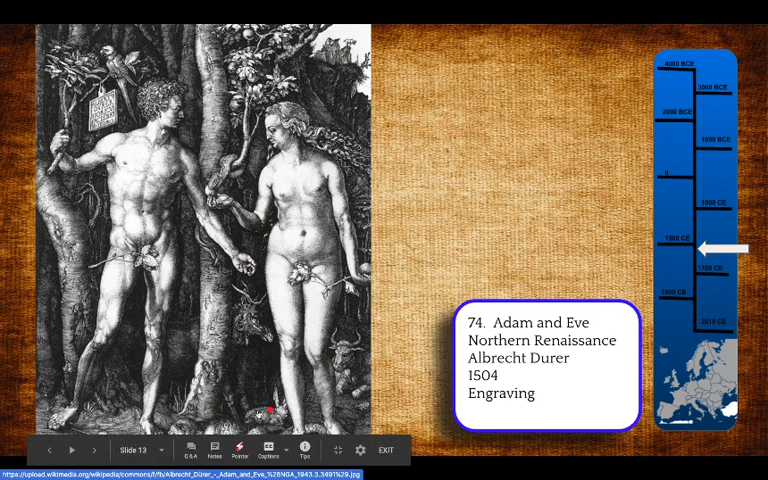 4000 BCE
3000 BCE
2000 BCE
1000 BCE
0
1000 CE
1500 CE
1750 CE
1900 CE
2010 CE
74. Adam and Eve
Northern Renaissance
Albrecht Durer
1504
Engraving
Slide 13
Q & A
Notes
Pointer
Captions
Tips
EXIT
https://upload.wikimedia.org/wikipedia/commons/f/fb/Albrecht_Dürer_-_Adam_and_Eve_%28NGA_1943.3.3491%29.jpg